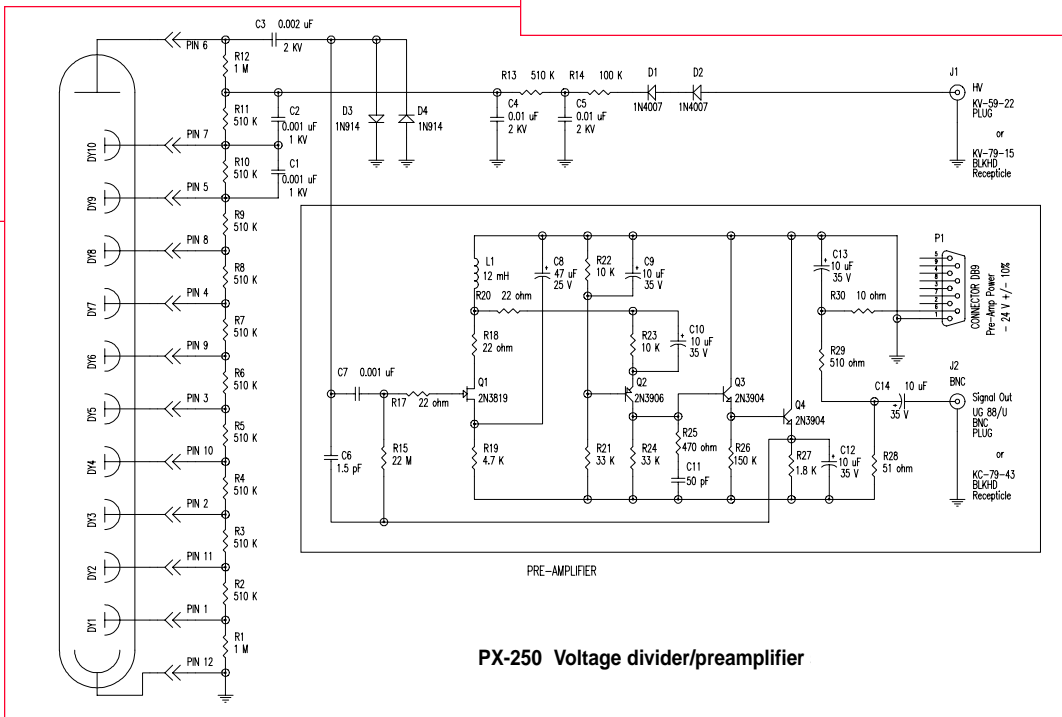 C3 0.002 uF
2 KV
PIN 6
R12
1 M
R13 510 K R14 100 K
D1
1N4007
D2
1N4007
J1
HV
KV-59-22
PLUG
or
KV-79-15
BLKHD
Recepticle
R11
510 K
C2
0.001 uF
1 KV
D3
1N914
D4
1N914
C4
0.01 uF
2 KV
C5
0.01 uF
2 KV
DY10
PIN 7
R10
510 K
C1
0.001 uF
1 KV
DY9
PIN 5
R9
510 K
DY8
PIN 8
R8
510 K
DY7
PIN 4
R7
510 K
DY6
PIN 9
R6
510 K
DY5
PIN 3
R5
510 K
DY4
PIN 10
R4
510 K
DY3
PIN 2
R3
510 K
DY2
PIN 11
R2
510 K
DY1
PIN 1
R1
1 M
PIN 12
L1
12 mH
C8
47 uF
25 V
R22
10 K
C9
10 uF
35 V
C13
10 uF
35 V
P1
5
9
4
8
3
7
2
6
1
CONNECTOR DB9
Pre-Amp Power
- 24 V +/- 10%
R20 22 ohm
R30 10 ohm
R18
22 ohm
R23
10 K
C10
10 uF
35 V
R29
510 ohm
C7 0.001 uF
R17 22 ohm
Q1
2N3819
Q2
2N3906
Q3
2N3904
Q4
2N3904
C14 10 uF
35 V
J2
BNC
Signal Out
UG 88/U
BNC
PLUG
or
KC-79-43
BLKHD
Recepticle
C6
1.5 pF
R15
22 M
R19
4.7 K
R21
33 K
R24
33 K
R25
470 ohm
C11
50 pF
R26
150 K
R27
1.8 K
C12
10 uF
35 V
R28
51 ohm
PRE-AMPLIFIER
PX-250 Voltage divider/preamplifier